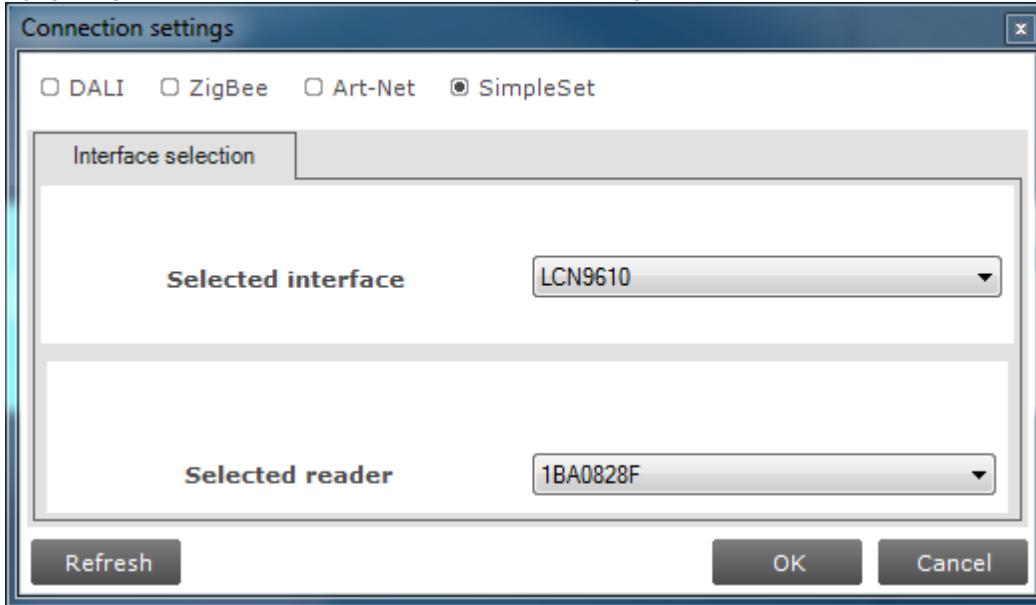 Connection settings
DALI ZigBee Art-Net SimpleSet
Interface selection
Selected interface LCN9610
Selected reader 1BA0828F
Refresh OK Cancel